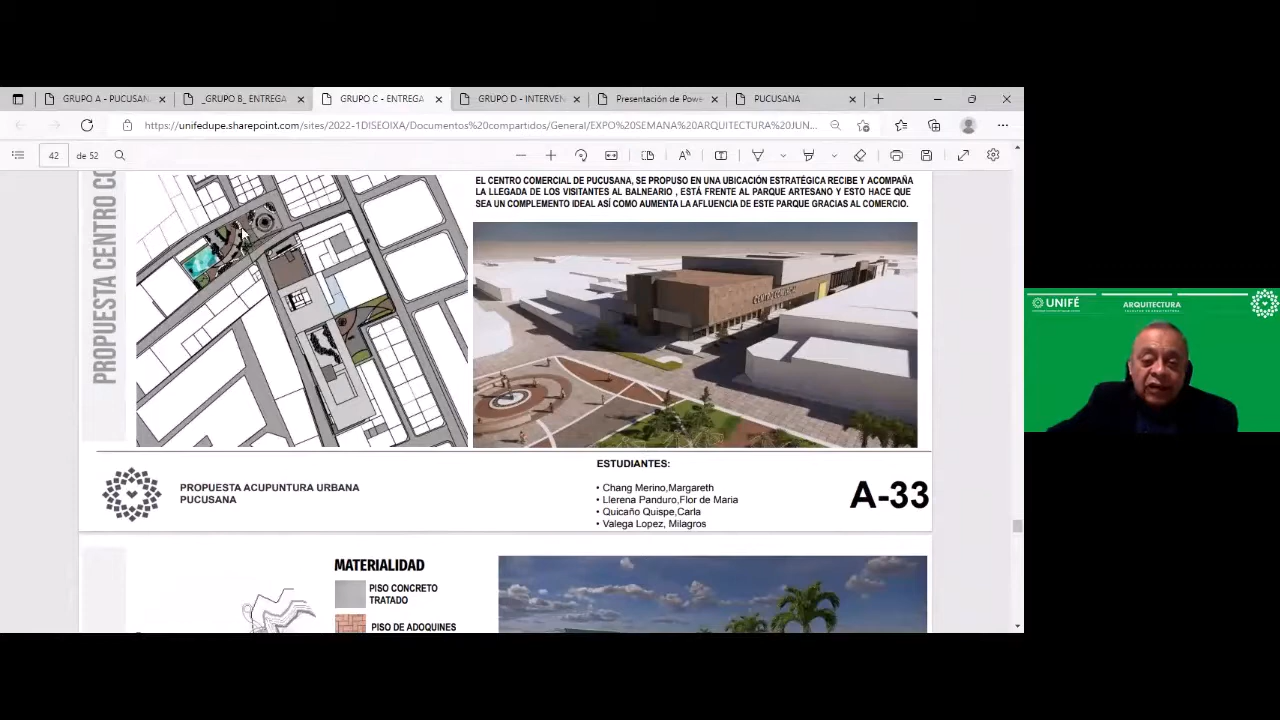 GRUPO A - PUCUSAN
_GRUPO B_ ENTREGA
GRUPO C - ENTREGA
GRUPO D - INTERVEN
Presentación de Powe
PUCUSANA
https://unifedupe.sharepoint.com/sites/2022-1DISEOIXA/Documentos%20compartidos/General/EXPO%20SEMANA%20ARQUITECTURA%20JUN...
42
de 52
PROPUESTA CENTRO CO
EL CENTRO COMERCIAL DE PUCUSANA, SE PROPUSO EN UNA UBICACIÓN ESTRATÉGICA RECIBE Y ACOMPAÑA
LA LLEGADA DE LOS VISITANTES AL BALNEARIO , ESTÁ FRENTE AL PARQUE ARTESANO Y ESTO HACE QUE
SEA UN COMPLEMENTO IDEAL ASÍ COMO AUMENTA LA AFLUENCIA DE ESTE PARQUE GRACIAS AL COMERCIO.
PROPUESTA ACUPUNTURA URBANA
PUCUSANA
ESTUDIANTES:
• Chang Merino,Margareth
• Llerena Panduro,Flor de Maria
• Quicaño Quispe,Carla
• Valega Lopez, Milagros
A-33
MATERIALIDAD
PISO CONCRETO
TRATADO
PISO DE ADOQUINES
UNIFÉ
ARQUITECTURA